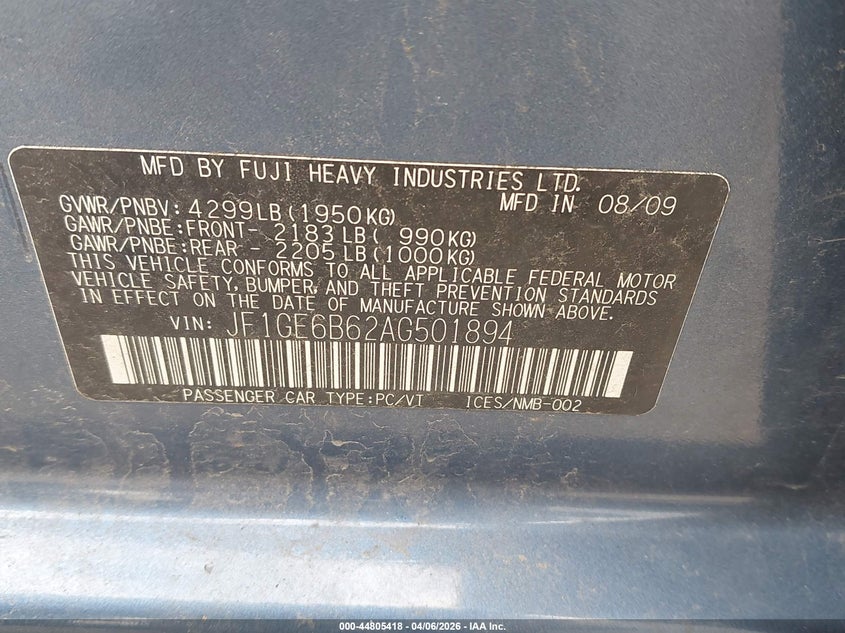 MFD BY FUJI HEAVY INDUSTRIES LTD.
GVWR/PNBV: 4299LB(1950KG) MFD IN 08/09
GAWR/PNBE:FRONT- 2183LB( 990KG)
GAWR/PNBE:REAR - 2205LB(1000KG)
THIS VEHICLE CONFORMS TO ALL APPLICABLE FEDERAL MOTOR
VEHICLE SAFETY, BUMPER, AND THEFT PREVENTION STANDARDS
IN EFFECT ON THE DATE OF MANUFACTURE SHOWN ABOVE.
VIN: JF1GE6B62AG501894
PASSENGER CAR TYPE:PC/VT ICES/NMB-002
000-44805418 - 04/06/2026 - IAA Inc.